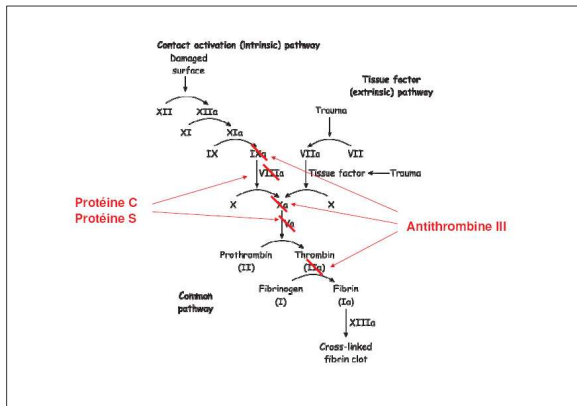 Contact activation (intrinsic) pathway
Damaged
surface
Tissue factor
(extrinsic) pathway
Trauma
XII XIIa
XI XIa
IX IXa VIIa VII
VIIIa Tissue factor Trauma
Protéine C
Protéine S
X Xa X
Va
Antithrombine III
Prothrombin
(II)
Thrombin
(IIa)
Common
pathway
Fibrinogen
(I)
Fibrin
(Ia)
XIIIa
Cross-linked
fibrin clot